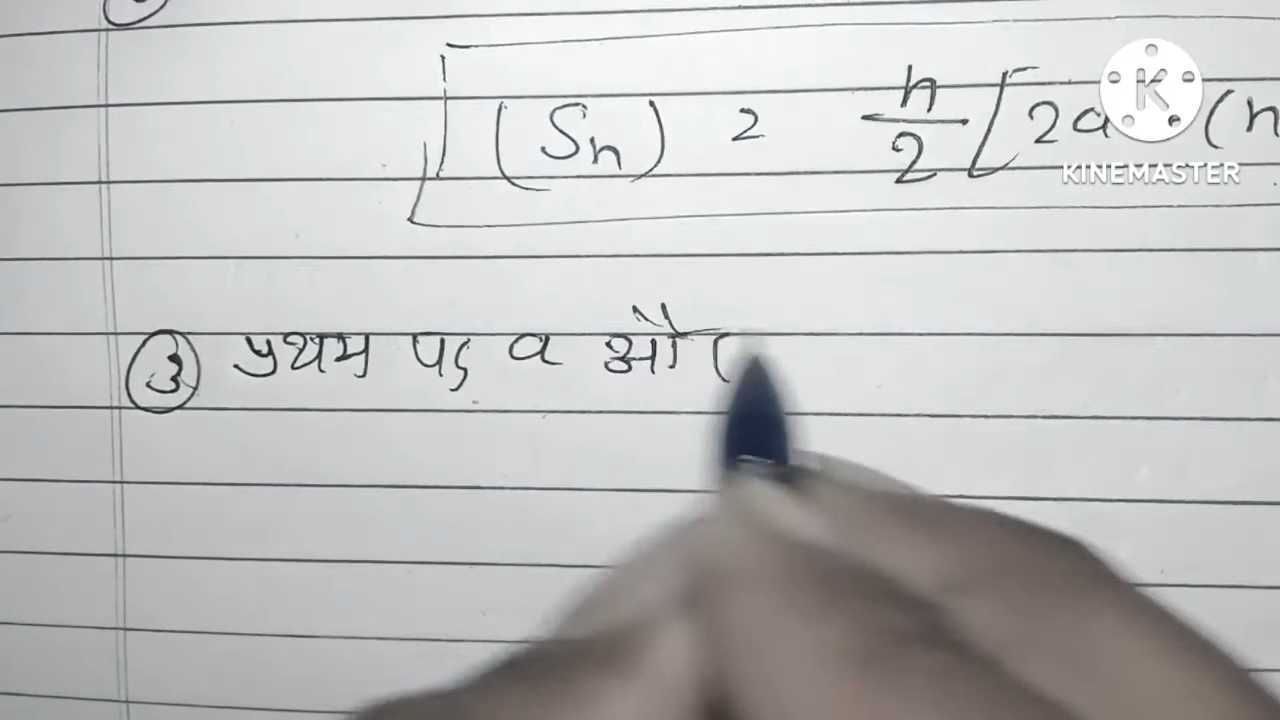 (Sn) = n/2 [2a (n
KINEMASTER
③ प्रथम पद व और